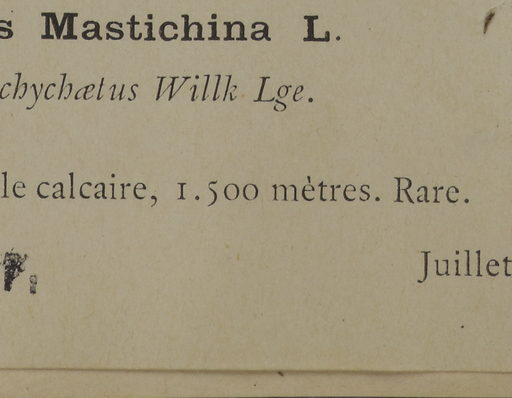 s Mastichina L.
chychætus Willk Lge.
le calcaire, 1.500 mètres. Rare.
Juillet